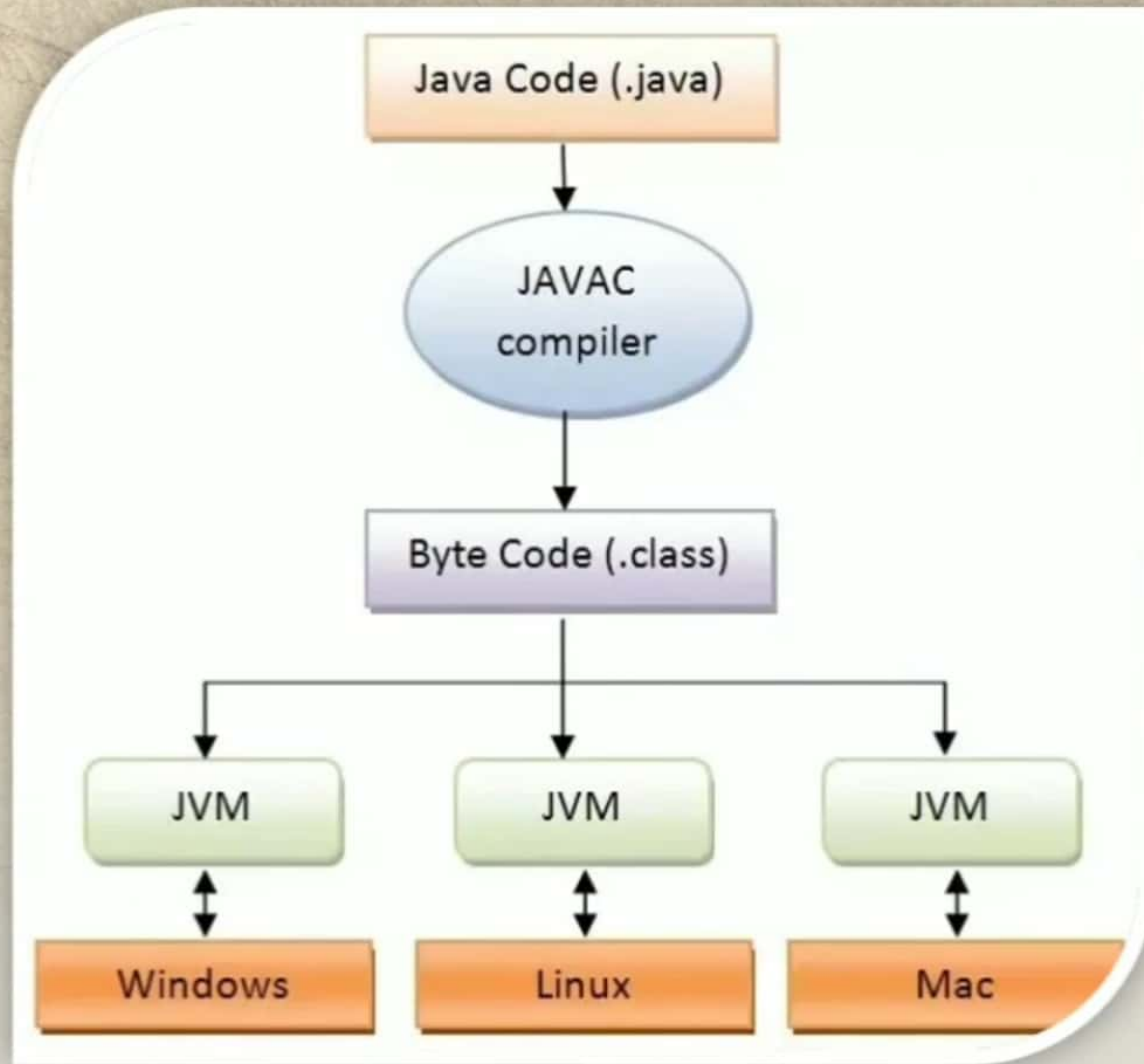 Java Code (.java)
JAVAC
compiler
Byte Code (.class)
JVM JVM JVM
Windows Linux Mac